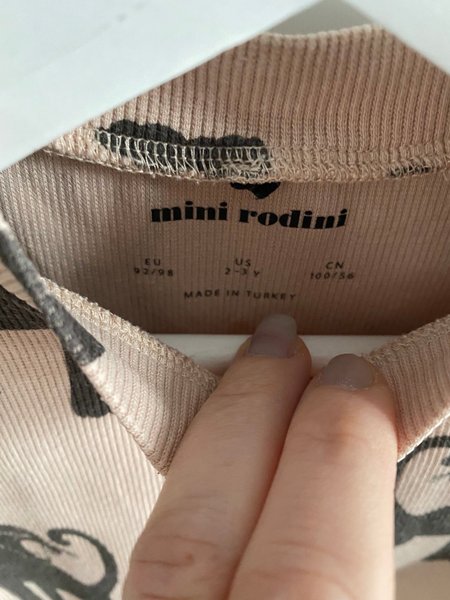 mini rodini
EU US CN
92/98 2-3 Y 100/56
MADE IN TURKEY